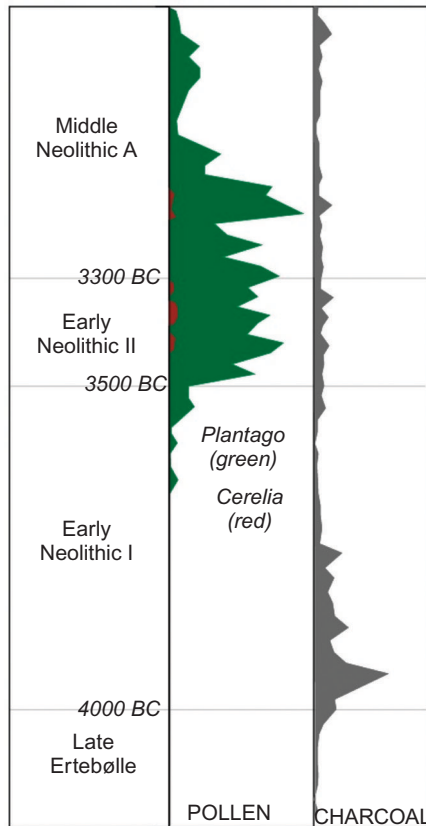 Middle
Neolithic A
3300 BC
Early
Neolithic II
3500 BC
Plantago
(green)
Cerelia
(red)
Early
Neolithic I
4000 BC
Late
Ertebølle
POLLEN
CHARCOAL